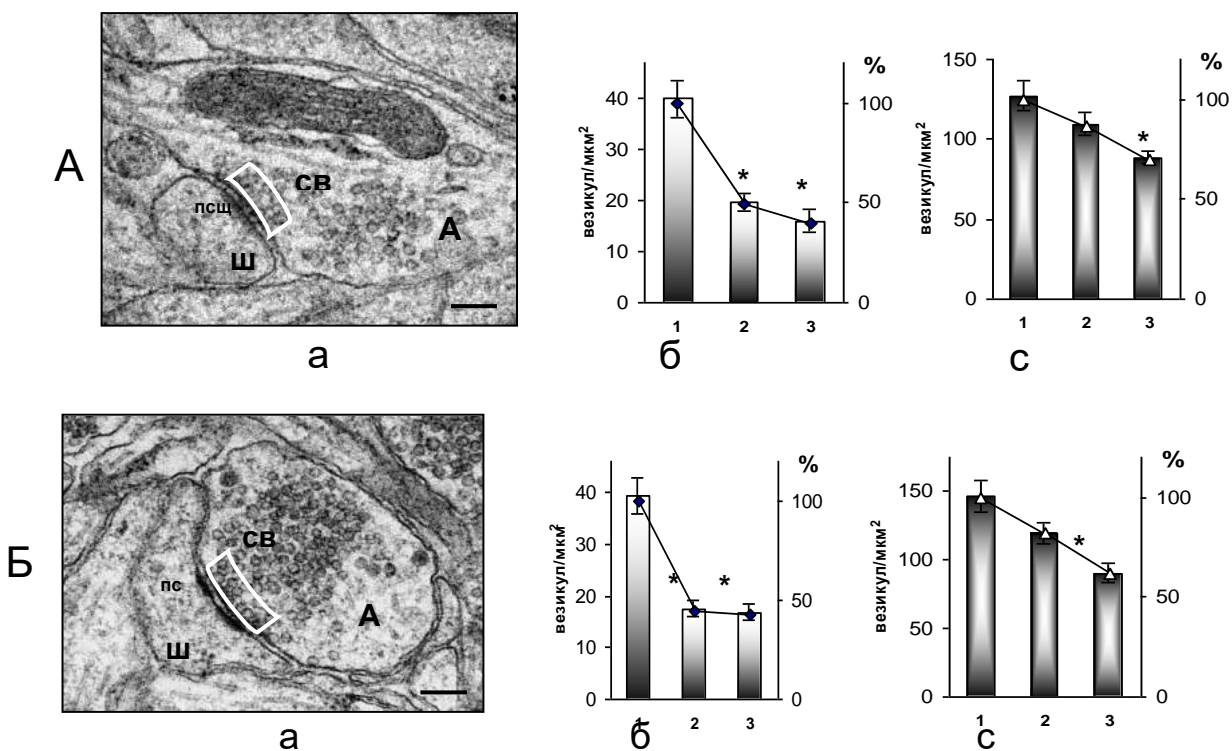 А
СВ
псщ
А
Ш
а
везикул/мкм²
40
30
20
10
0
%
100
50
0
1 2 3
б
везикул/мкм²
150
100
50
0
%
100
50
0
1 2 3
* *
*
с
Б
СВ
пс
А
Ш
а
везикул/мкм²
40
30
20
10
0
%
100
50
0
* *
1 2 3
б
везикул/мкм²
150
100
50
0
%
100
50
0
*
1 2 3
с